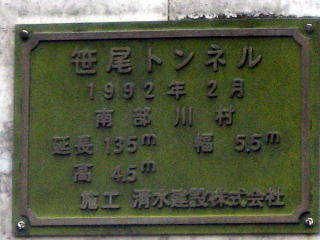 笹尾トンネル
1992年2月
南部川村
延長135m 幅5.5m
高4.5m
施工 清水建設株式会社